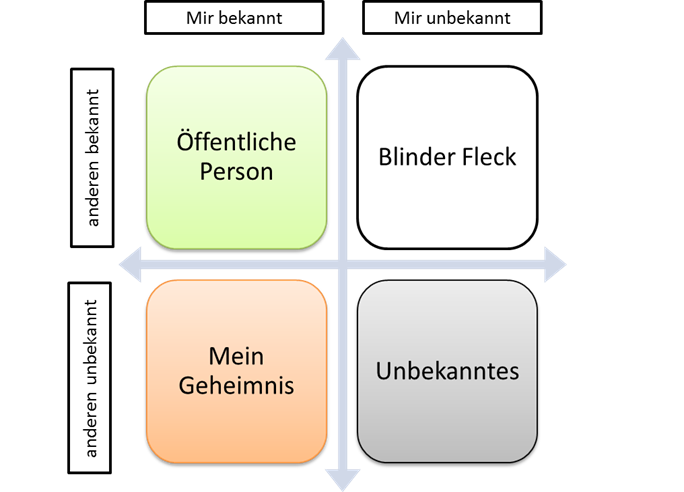 Mir bekannt
Mir unbekannt
anderen bekannt
Öffentliche
Person
Blinder Fleck
anderen unbekannt
Mein
Geheimnis
Unbekanntes